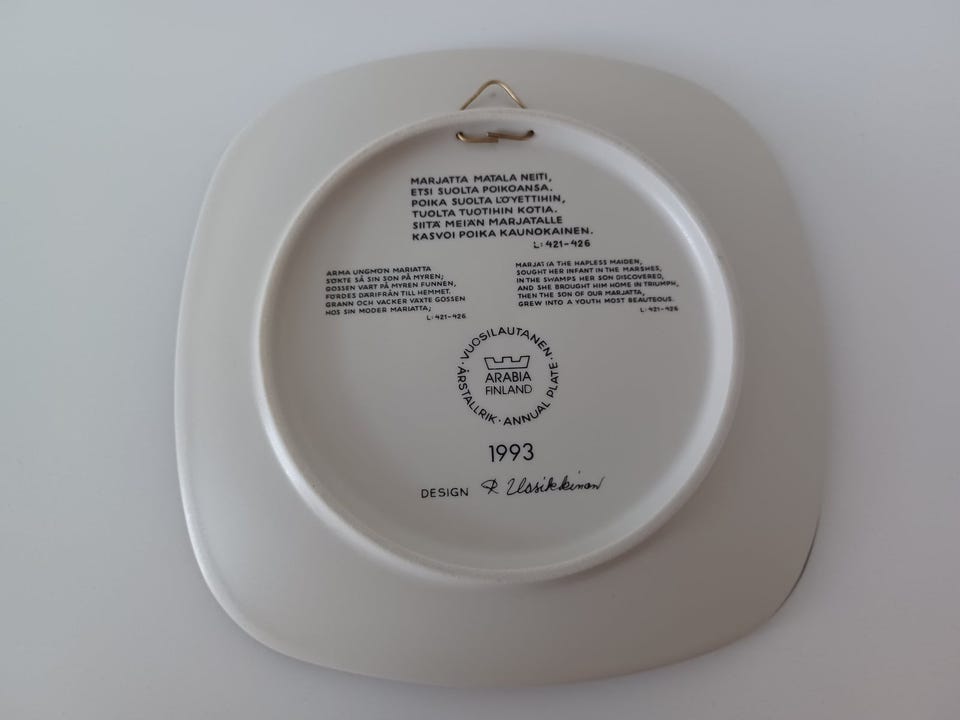 MARJATTA MATALA NEITI,
ETSI SUOLTA POIKOANSA.
POIKA SUOLTA LÖYETTIHIN,
TUOLTA TUOTIHIN KOTIA.
SIITÄ MEIÄN MARJATALLE
KASVOI POIKA KAUNOKAINEN.
L: 421-426
ARMA UNGMÖN MARIATTA
SÖKTE SÅ SIN SON PÅ MYREN;
GOSSEN VART PÅ MYREN FUNNEN,
FÖRDES DÄRIFRÅN TILL HEMMET.
GRANN OCH VACKER VÄXTE GOSSEN
HOS SIN MODER MARIATTA;
L: 421-426
MARJATTA THE HAPLESS MAIDEN,
SOUGHT HER INFANT IN THE MARSHES,
IN THE SWAMPS HER SON DISCOVERED,
AND SHE BROUGHT HIM HOME IN TRIUMPH,
THEN THE SON OF OUR MARJATTA,
GREW INTO A YOUTH MOST BEAUTEOUS.
L: 421-426
· VUOSILAUTANEN ·
ÅRSTALLRIK · ANNUAL PLATE
ARABIA
FINLAND
1993
DESIGN R Uosikkinen